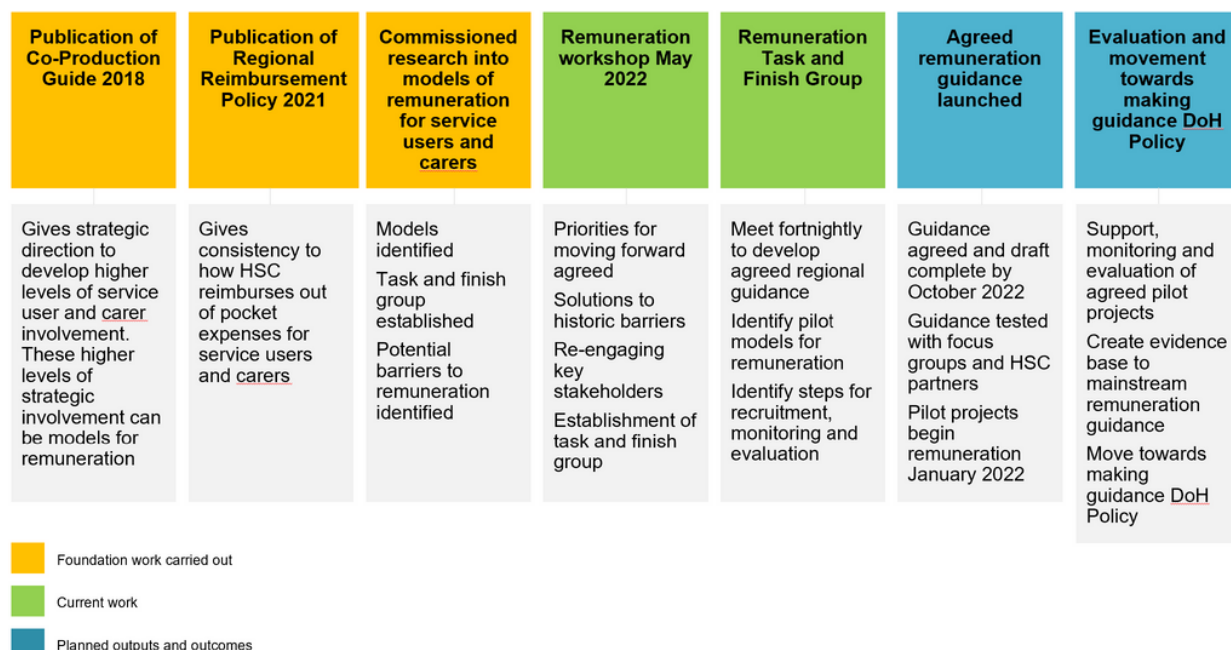 Publication of
Co-Production
Guide 2018
Publication of
Regional
Reimbursement
Policy 2021
Commissioned
research into
models of
remuneration
for service
users and
carers
Remuneration
workshop May
2022
Remuneration
Task and
Finish Group
Agreed
remuneration
guidance
launched
Evaluation and
movement
towards
making
guidance DoH
Policy
Gives strategic
direction to
develop higher
levels of service
user and carer
involvement.
These higher
levels of
strategic
involvement can
be models for
remuneration
Gives
consistency to
how HSC
reimburses out
of pocket
expenses for
service users
and carers
Models
identified
Task and finish
group
established
Potential
barriers to
remuneration
identified
Priorities for
moving forward
agreed
Solutions to
historic barriers
Re-engaging
key
stakeholders
Establishment of
task and finish
group
Meet fortnightly
to develop
agreed regional
guidance
Identify pilot
models for
remuneration
Identify steps for
recruitment,
monitoring and
evaluation
Guidance
agreed and draft
complete by
October 2022
Guidance tested
with focus
groups and HSC
partners
Pilot projects
begin
remuneration
January 2022
Support,
monitoring and
evaluation of
agreed pilot
projects
Create evidence
base to
mainstream
remuneration
guidance
Move towards
making
guidance DoH
Policy
Foundation work carried out
Current work
Planned outputs and outcomes